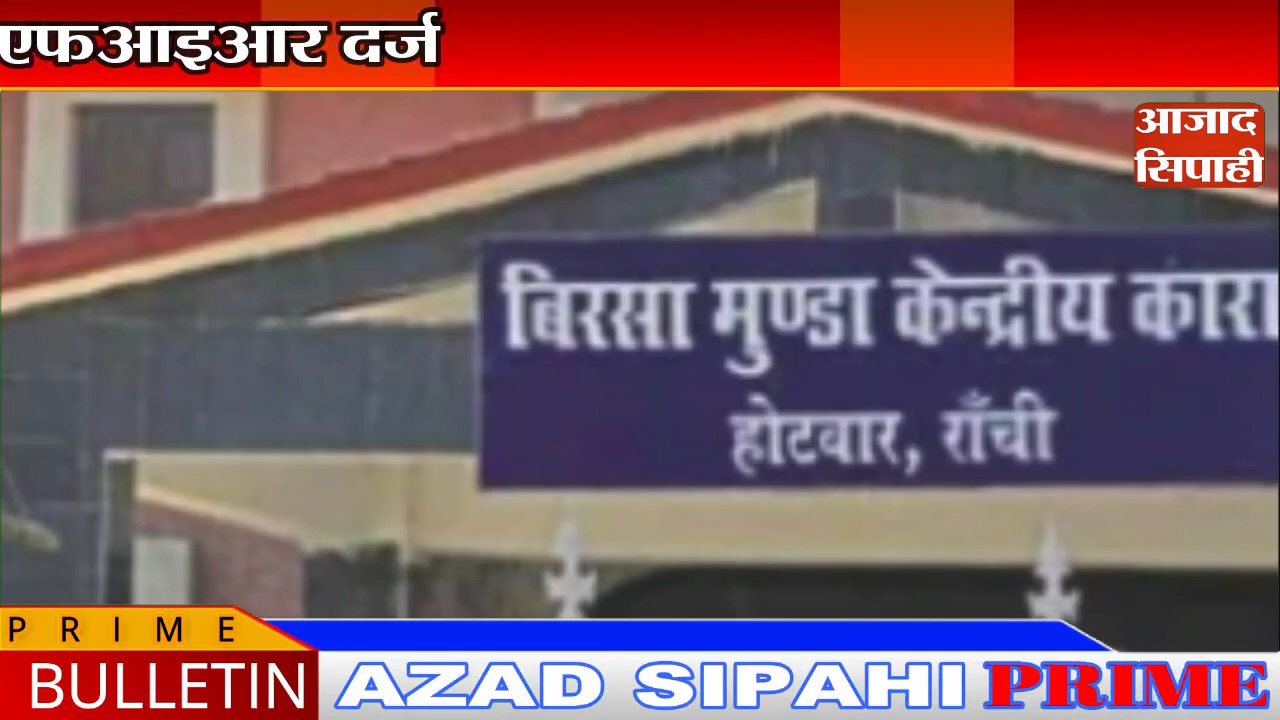 एफआइआर दर्ज
आजाद
सिपाही
बिरसा मुण्डा केन्द्रीय कारा
होटवार, राँची
PRIME
BULLETIN
AZAD SIPAHI PRIME